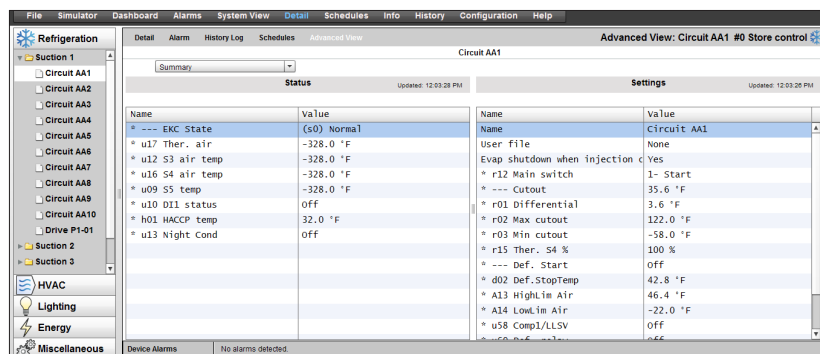 File Simulator Dashboard Alarms System View Detail Schedules Info History Configuration Help
Refrigeration
Detail Alarm History Log Schedules Advanced View
Advanced View: Circuit AA1 #0 Store control
Circuit AA1
Suction 1
Circuit AA1
Circuit AA2
Circuit AA3
Circuit AA4
Circuit AA5
Circuit AA6
Circuit AA7
Circuit AA8
Circuit AA9
Circuit AA10
Drive P1-01
Suction 2
Suction 3
HVAC
Lighting
Energy
Miscellaneous
Summary
Status Updated: 12:03:28 PM
Name Value
* --- EKC State (s0) Normal
* u17 Ther. air -328.0 °F
* u12 S3 air temp -328.0 °F
* u16 S4 air temp -328.0 °F
* u09 S5 temp -328.0 °F
* u10 DI1 status Off
* h01 HACCP temp 32.0 °F
* u13 Night Cond Off
Settings Updated: 12:03:26 PM
Name Value
Name Circuit AA1
User file None
Evap shutdown when injection c Yes
* r12 Main switch 1- Start
* --- Cutout 35.6 °F
* r01 Differential 3.6 °F
* r02 Max cutout 122.0 °F
* r03 Min cutout -58.0 °F
* r15 Ther. S4 % 100 %
* --- Def. Start Off
* d02 Def.StopTemp 42.8 °F
* A13 HighLim Air 46.4 °F
* A14 LowLim Air -22.0 °F
* u58 Comp1/LLSV Off
Device Alarms No alarms detected.